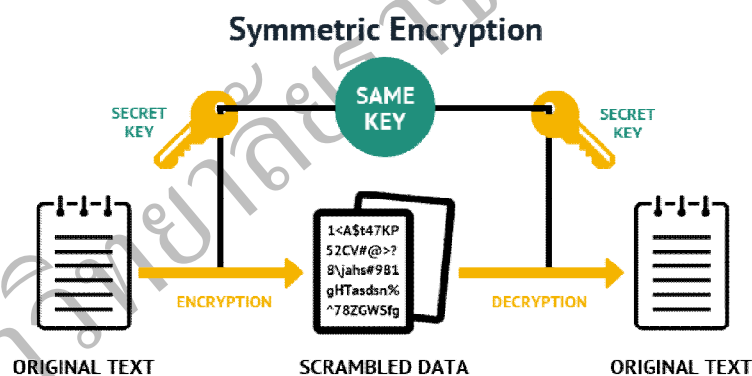 Symmetric Encryption
SECRET
KEY
SAME
KEY
SECRET
KEY
1<A$t47KP
52CV#@>?
8\jahs#981
gHTasdsn%
^78ZGWSfg
ENCRYPTION
DECRYPTION
ORIGINAL TEXT
SCRAMBLED DATA
ORIGINAL TEXT